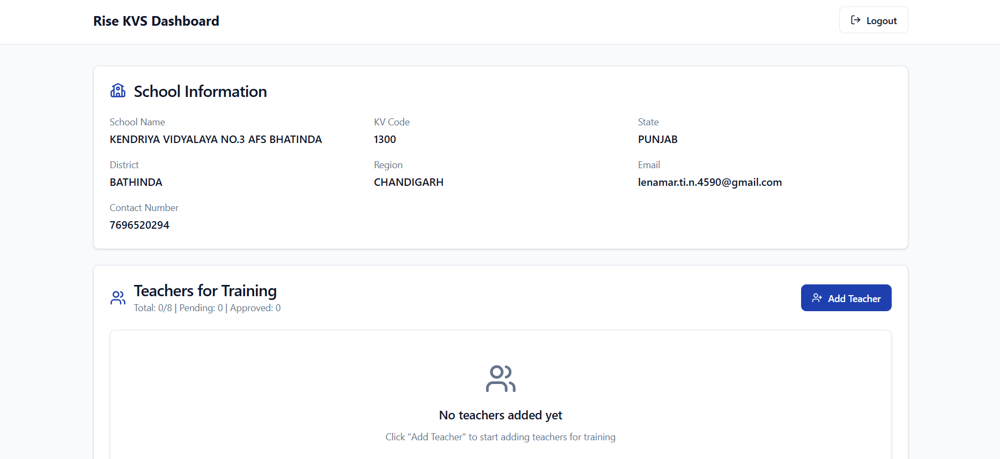 Rise KVS Dashboard
Logout
School Information
School Name
KENDRIYA VIDYALAYA NO.3 AFS BHATINDA
KV Code
1300
State
PUNJAB
District
BATHINDA
Region
CHANDIGARH
Email
lenamar.ti.n.4590@gmail.com
Contact Number
7696520294
Teachers for Training
Total: 0/8 | Pending: 0 | Approved: 0
Add Teacher
No teachers added yet
Click "Add Teacher" to start adding teachers for training